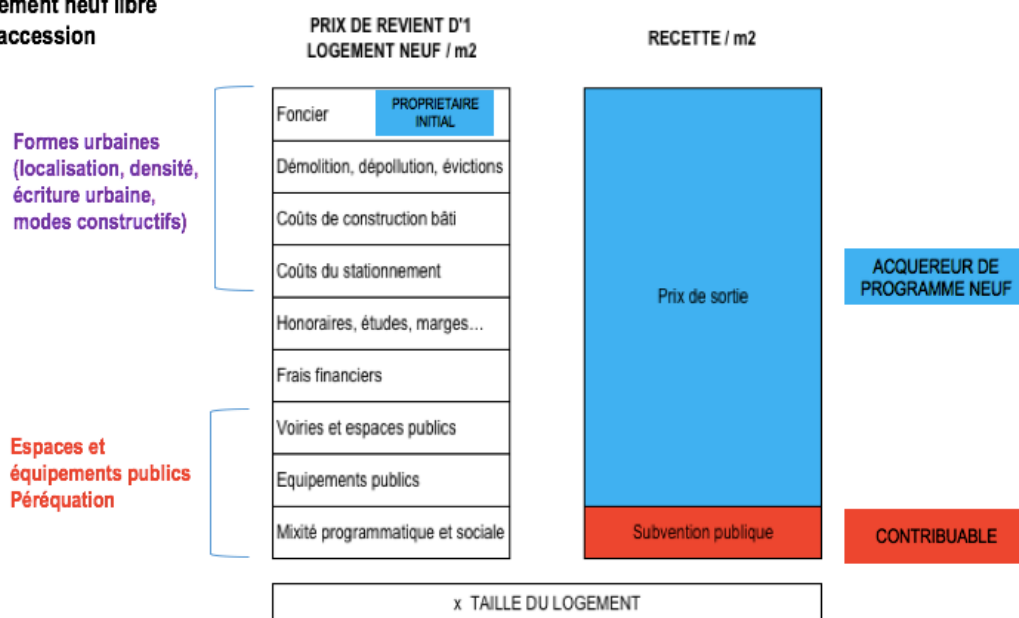 ement neuf libre
accession
PRIX DE REVIENT D'1
LOGEMENT NEUF / m2
RECETTE / m2
Formes urbaines
(localisation, densité,
écriture urbaine,
modes constructifs)
Foncier
PROPRIETAIRE
INITIAL
Démolition, dépollution, évictions
Coûts de construction bâti
Coûts du stationnement
Honoraires, études, marges...
Frais financiers
Espaces et
équipements publics
Péréquation
Voiries et espaces publics
Equipements publics
Mixité programmatique et sociale
Prix de sortie
Subvention publique
ACQUEREUR DE
PROGRAMME NEUF
CONTRIBUABLE
x TAILLE DU LOGEMENT